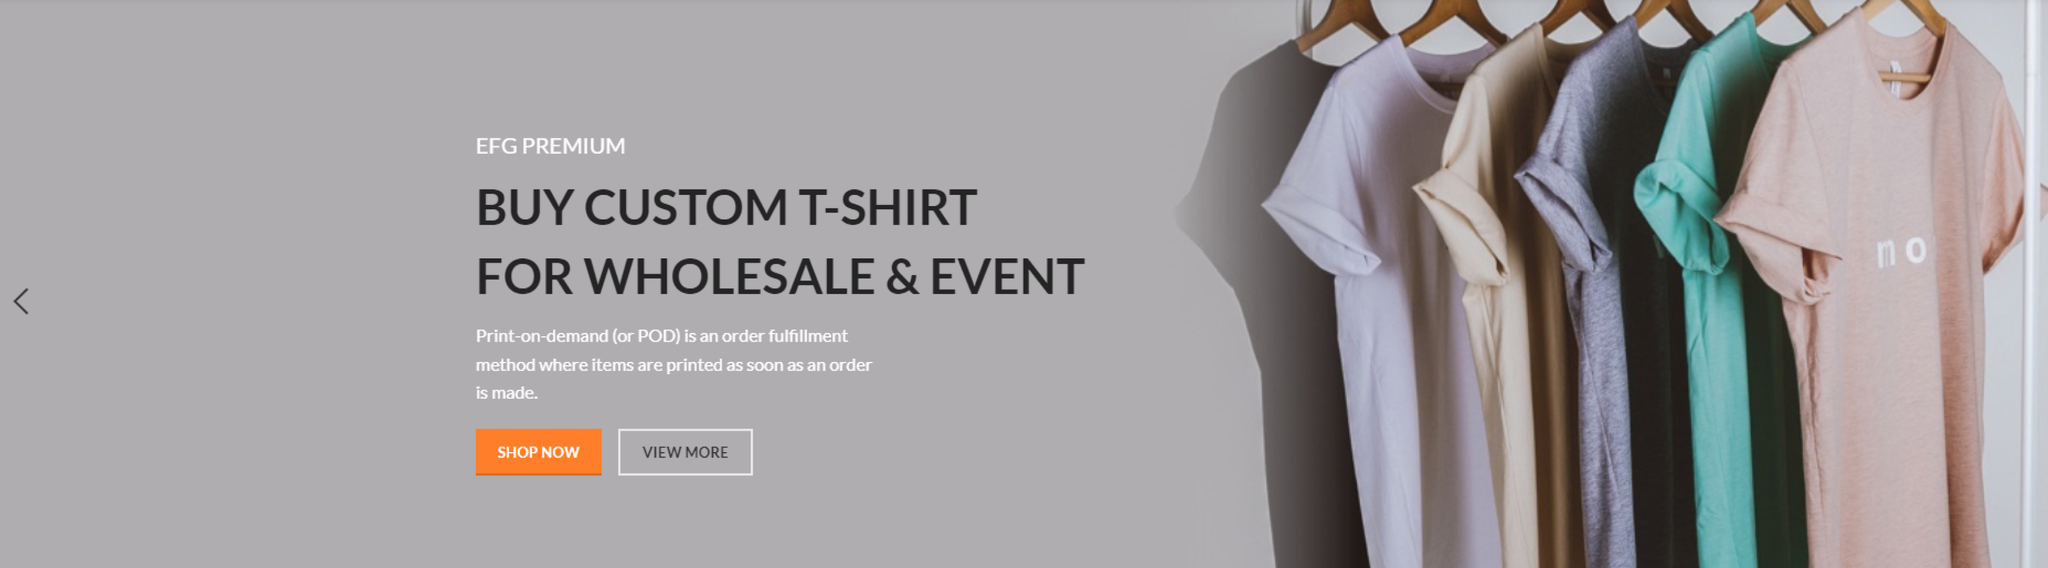 EFG PREMIUM
BUY CUSTOM T-SHIRT
FOR WHOLESALE & EVENT
Print-on-demand (or POD) is an order fulfillment
method where items are printed as soon as an order
is made.
SHOP NOW
VIEW MORE
mo